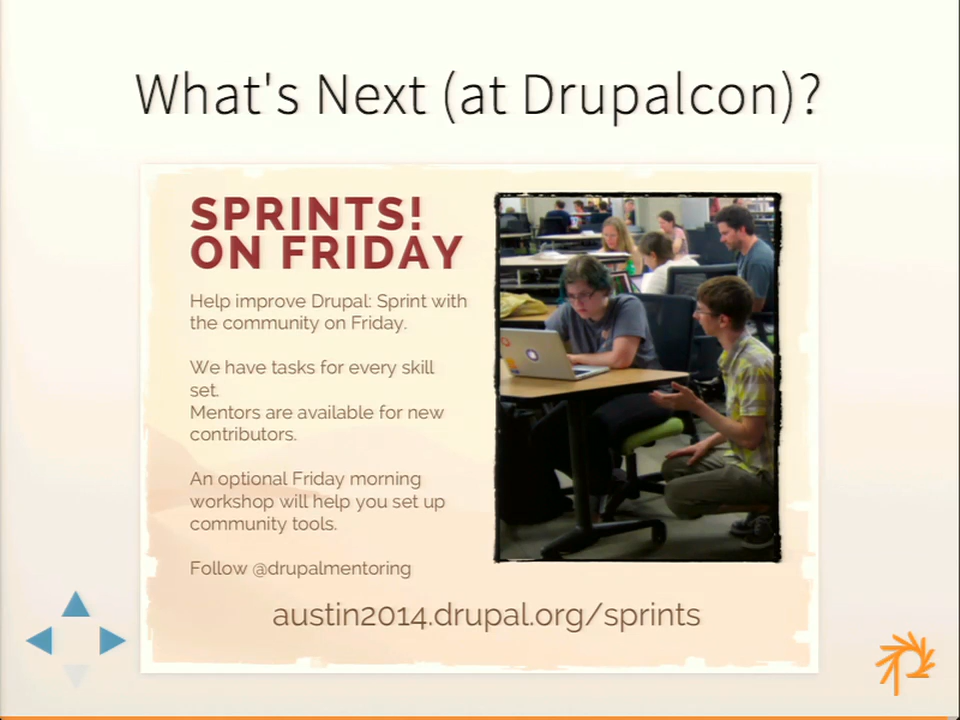 What's Next (at Drupalcon)?
SPRINTS!
ON FRIDAY
Help improve Drupal: Sprint with
the community on Friday.
We have tasks for every skill
set.
Mentors are available for new
contributors.
An optional Friday morning
workshop will help you set up
community tools.
Follow @drupalmentoring
austin2014.drupal.org/sprints